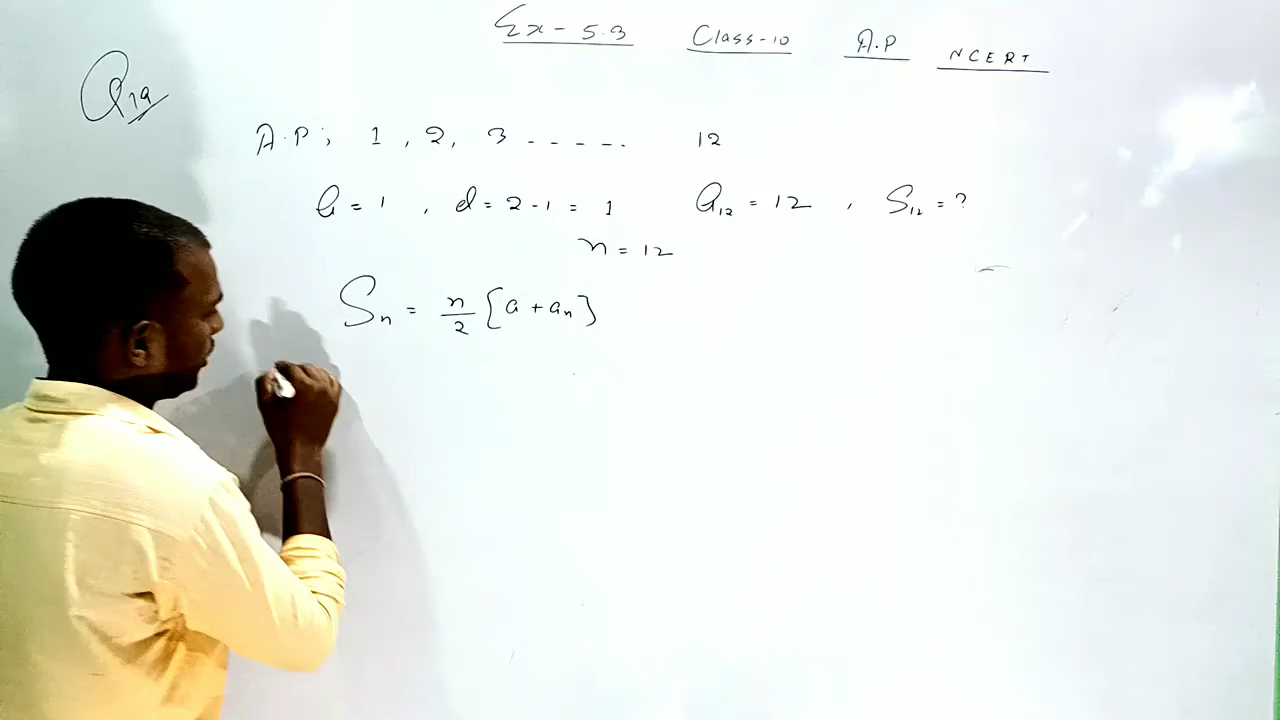 Ex - 5.3 Class-10 A.P NCERT
Q19
A.P; 1, 2, 3 - - - - - . 12
a = 1 , d = 2 - 1 = 1 a₁₂ = 12 , S₁₂ = ?
n = 12
Sₙ = n/2 [a + aₙ]